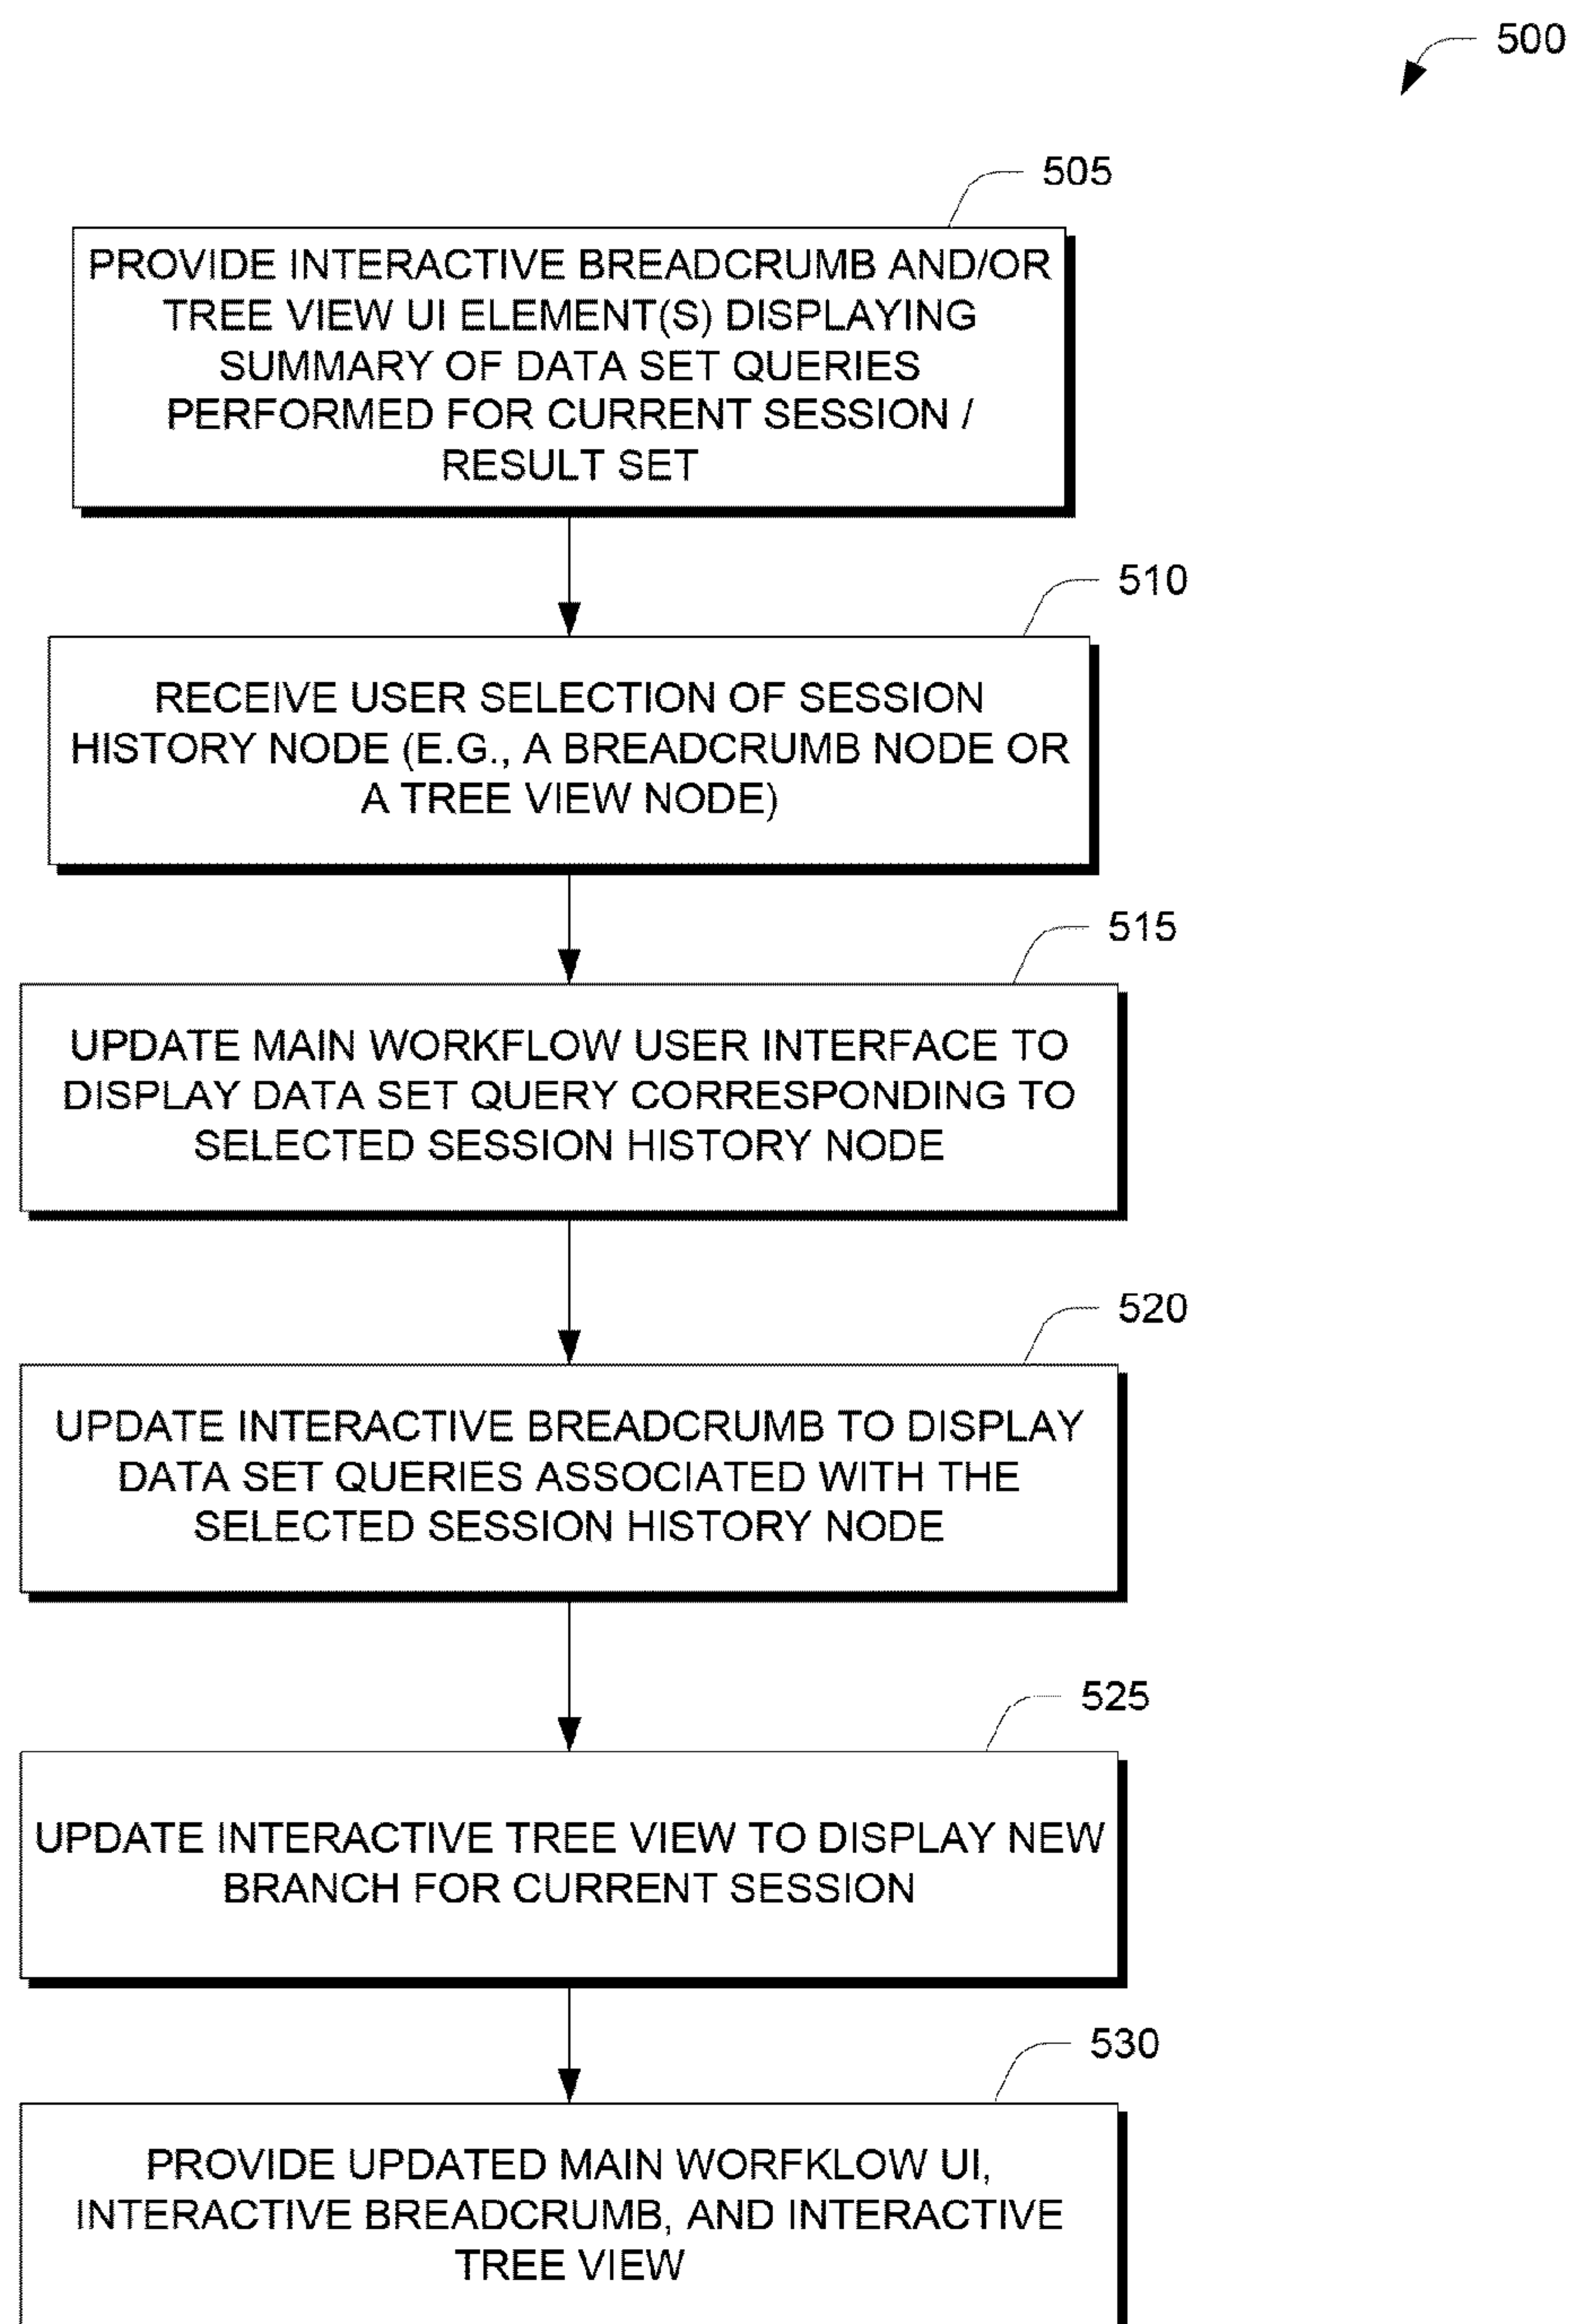 500
505
PROVIDE INTERACTIVE BREADCRUMB AND/OR
TREE VIEW UI ELEMENT(S) DISPLAYING
SUMMARY OF DATA SET QUERIES
PERFORMED FOR CURRENT SESSION /
RESULT SET
510
RECEIVE USER SELECTION OF SESSION
HISTORY NODE (E.G., A BREADCRUMB NODE OR
A TREE VIEW NODE)
515
UPDATE MAIN WORKFLOW USER INTERFACE TO
DISPLAY DATA SET QUERY CORRESPONDING TO
SELECTED SESSION HISTORY NODE
520
UPDATE INTERACTIVE BREADCRUMB TO DISPLAY
DATA SET QUERIES ASSOCIATED WITH THE
SELECTED SESSION HISTORY NODE
525
UPDATE INTERACTIVE TREE VIEW TO DISPLAY NEW
BRANCH FOR CURRENT SESSION
530
PROVIDE UPDATED MAIN WORFKLOW UI,
INTERACTIVE BREADCRUMB, AND INTERACTIVE
TREE VIEW